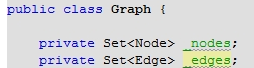 public class Graph {
private Set<Node> _nodes;
private Set<Edge> _edges;